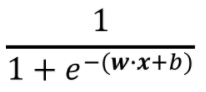 1
1 + e^{-(w·x+b)}